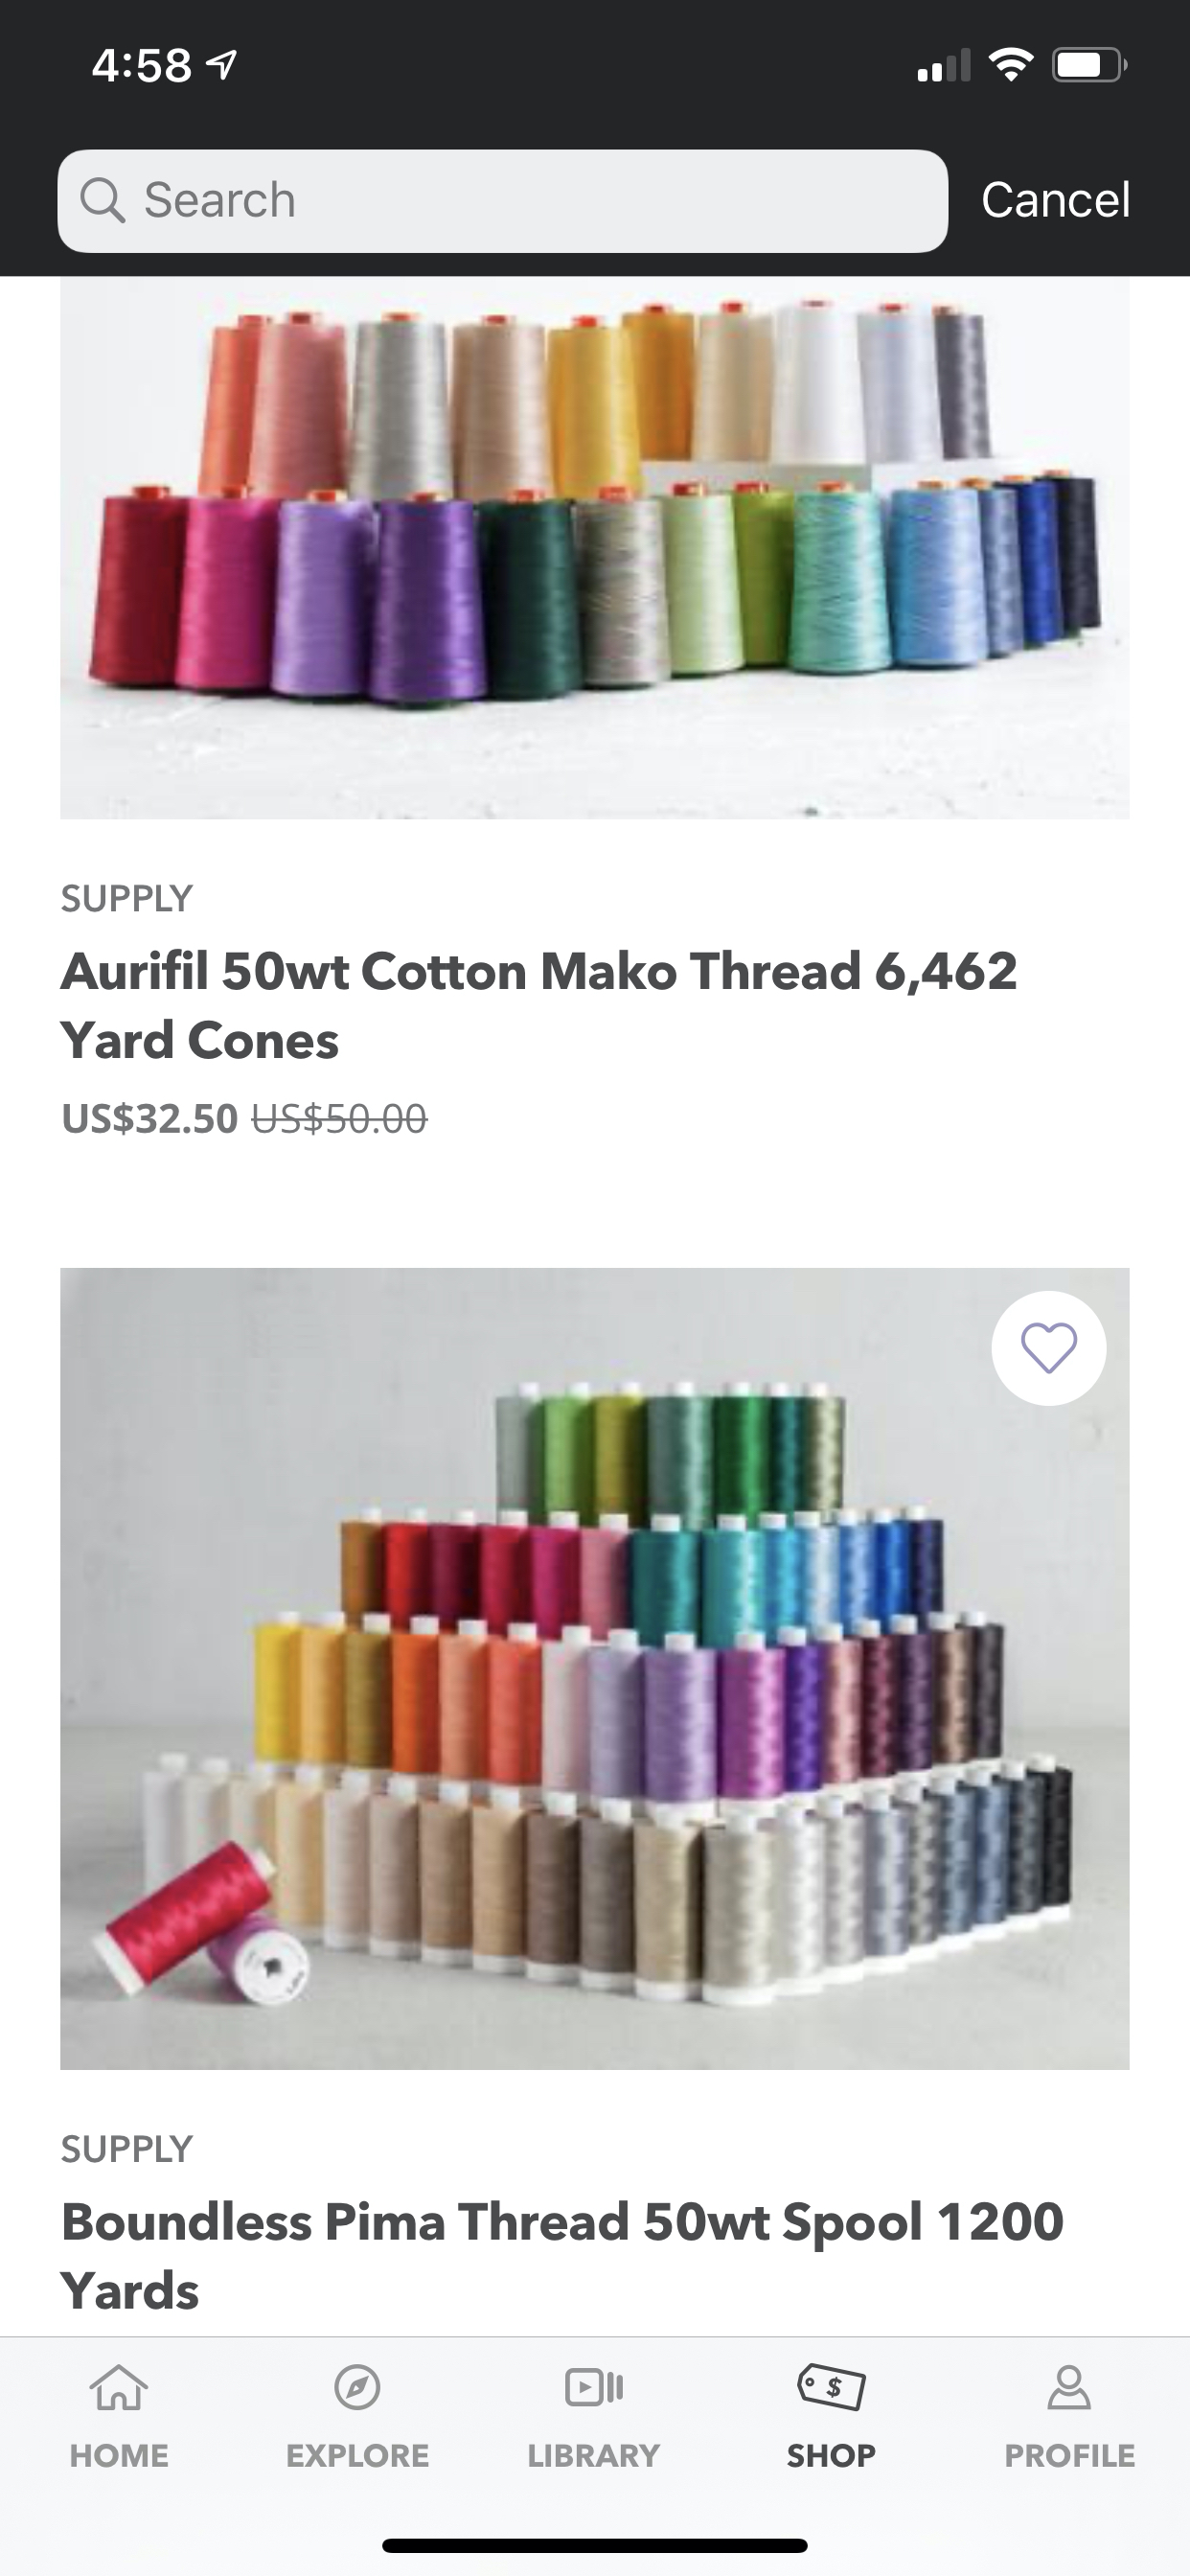 4:58
Search
Cancel
SUPPLY
Aurifil 50wt Cotton Mako Thread 6,462
Yard Cones
US$32.50 US$50.00
SUPPLY
Boundless Pima Thread 50wt Spool 1200
Yards
$
HOME
EXPLORE
LIBRARY
SHOP
PROFILE